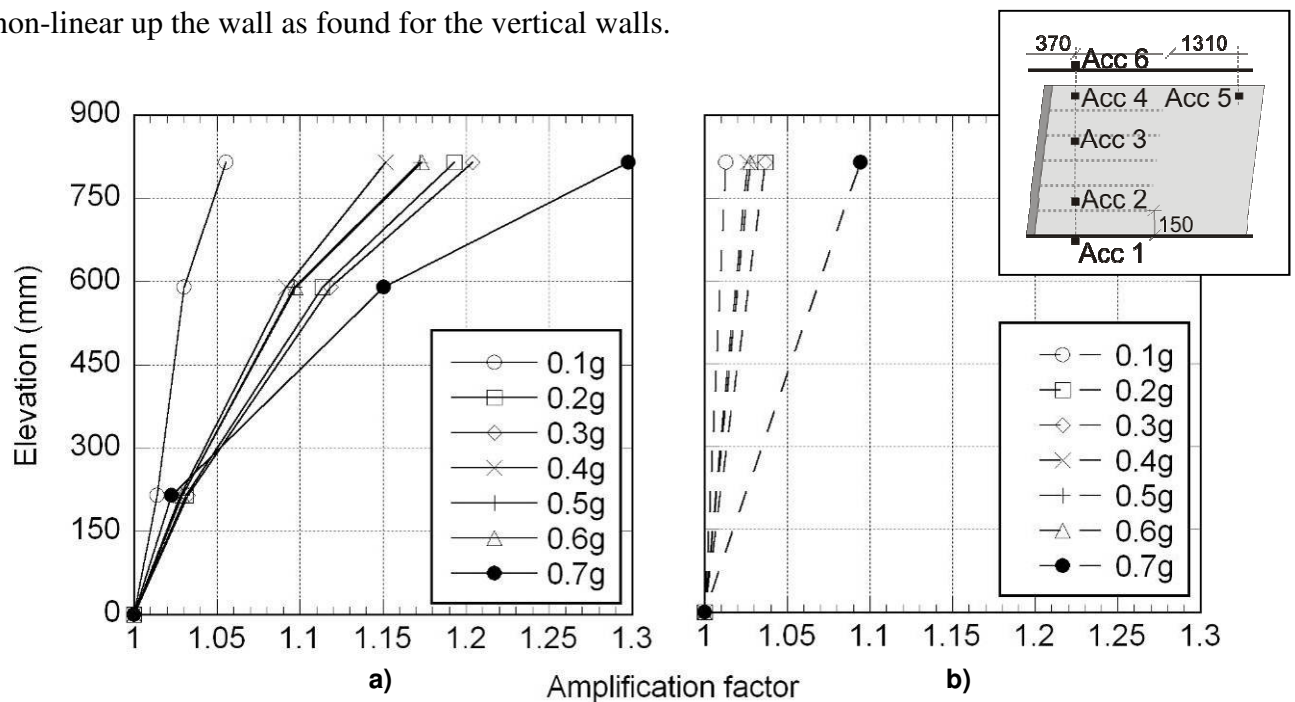 non-linear up the wall as found for the vertical walls.
370 1310
Acc 6
Acc 4 Acc 5
Acc 3
Acc 2
150
Acc 1
Elevation (mm)
900
750
600
450
300
150
0
1 1.05 1.1 1.15 1.2 1.25 1.3
0.1g
0.2g
0.3g
0.4g
0.5g
0.6g
0.7g
a)
1 1.05 1.1 1.15 1.2 1.25 1.3
0.1g
0.2g
0.3g
0.4g
0.5g
0.6g
0.7g
b)
Amplification factor